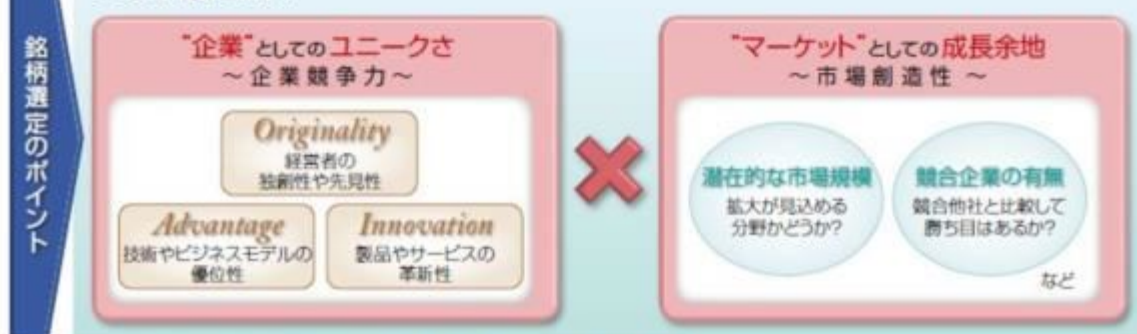 銘柄選定のポイント
"企業"としてのユニークさ
～企業競争力～
Originality
経営者の
独創性や先見性
Advantage
技術やビジネスモデルの
優位性
Innovation
製品やサービスの
革新性
"マーケット"としての成長余地
～市場創造性～
潜在的な市場規模
拡大が見込める
分野かどうか?
競合企業の有無
競合他社と比較して
勝ち目はあるか?
など